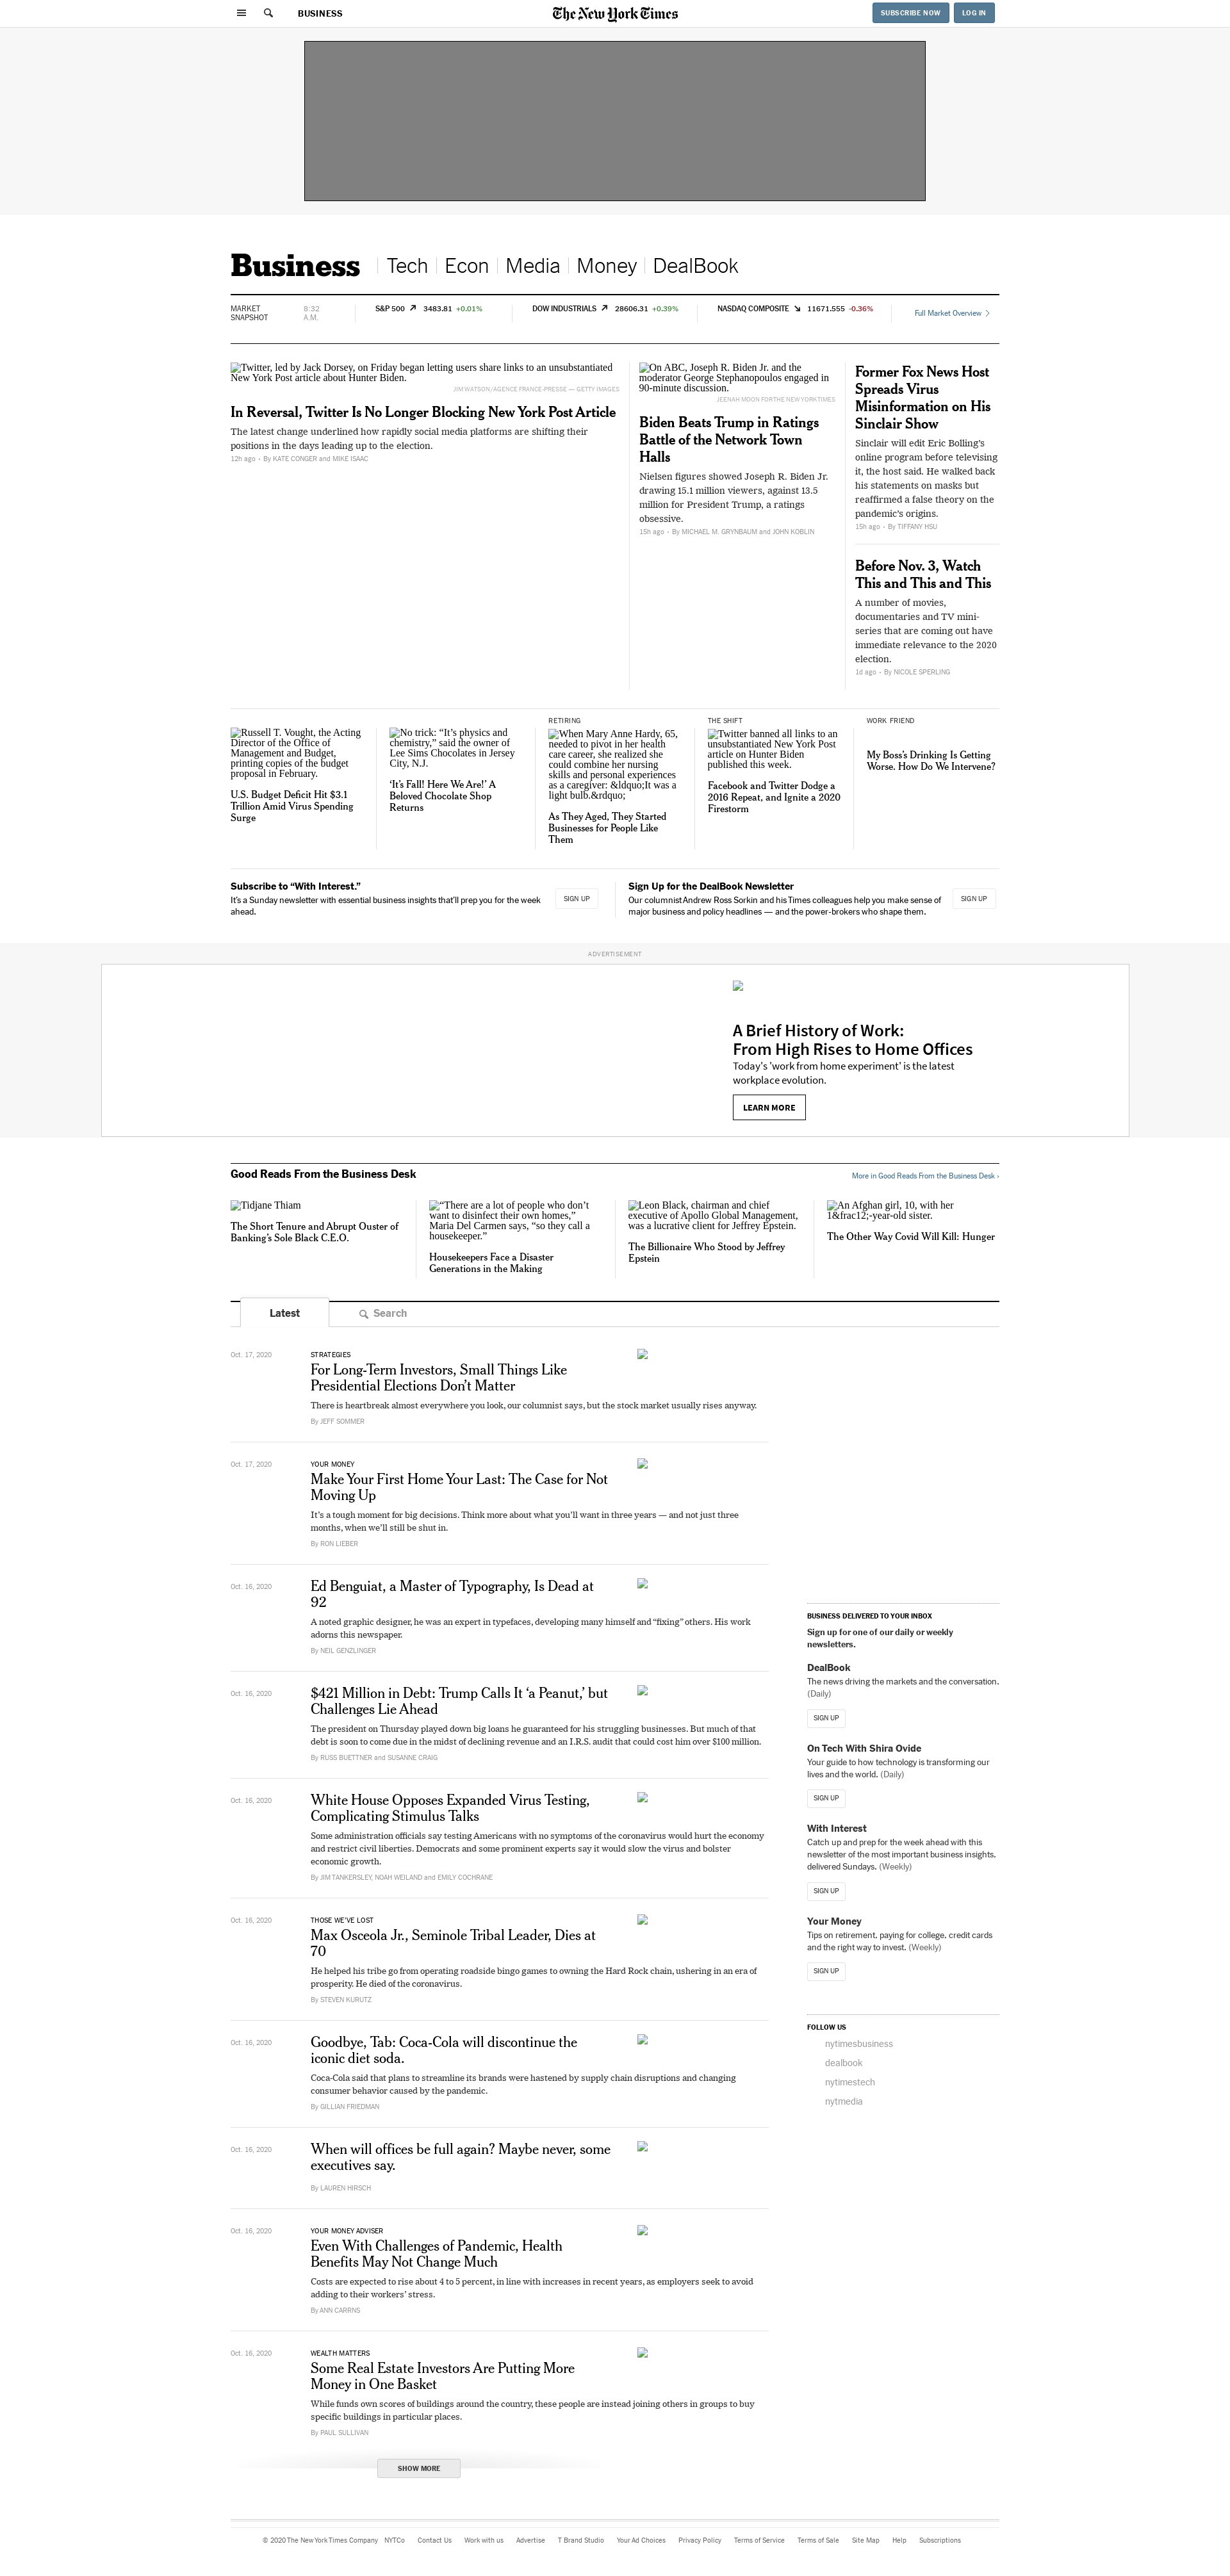 BUSINESS
The New York Times
SUBSCRIBE NOW
LOG IN
Business
Tech
Econ
Media
Money
DealBook
MARKET
SNAPSHOT
8:32
A.M.
S&P 500 3483.81 +0.01%
DOW INDUSTRIALS 28606.31 +0.39%
NASDAQ COMPOSITE 11671.555 -0.36%
Full Market Overview
Twitter, led by Jack Dorsey, on Friday began letting users share links to an unsubstantiated
New York Post article about Hunter Biden.
JIM WATSON/AGENCE FRANCE-PRESSE — GETTY IMAGES
In Reversal, Twitter Is No Longer Blocking New York Post Article
The latest change underlined how rapidly social media platforms are shifting their
positions in the days leading up to the election.
12h ago • By KATE CONGER and MIKE ISAAC
On ABC, Joseph R. Biden Jr. and the
moderator George Stephanopoulos engaged in
90-minute discussion.
JEENAH MOON FOR THE NEW YORK TIMES
Biden Beats Trump in Ratings
Battle of the Network Town
Halls
Nielsen figures showed Joseph R. Biden Jr.
drawing 15.1 million viewers, against 13.5
million for President Trump, a ratings
obsessive.
15h ago • By MICHAEL M. GRYNBAUM and JOHN KOBLIN
Former Fox News Host
Spreads Virus
Misinformation on His
Sinclair Show
Sinclair will edit Eric Bolling's
online program before televising
it, the host said. He walked back
his statements on masks but
reaffirmed a false theory on the
pandemic's origins.
15h ago • By TIFFANY HSU
Before Nov. 3, Watch
This and This and This
A number of movies,
documentaries and TV mini-
series that are coming out have
immediate relevance to the 2020
election.
1d ago • By NICOLE SPERLING
Russell T. Vought, the Acting
Director of the Office of
Management and Budget,
printing copies of the budget
proposal in February.
U.S. Budget Deficit Hit $3.1
Trillion Amid Virus Spending
Surge
No trick: “It’s physics and
chemistry,” said the owner of
Lee Sims Chocolates in Jersey
City, N.J.
‘It’s Fall! Here We Are!’ A
Beloved Chocolate Shop
Returns
RETIRING
When Mary Anne Hardy, 65,
needed to pivot in her health
care career, she realized she
could combine her nursing
skills and personal experiences
as a caregiver: &ldquo;It was a
light bulb.&rdquo;
As They Aged, They Started
Businesses for People Like
Them
THE SHIFT
Twitter banned all links to an
unsubstantiated New York Post
article on Hunter Biden
published this week.
Facebook and Twitter Dodge a
2016 Repeat, and Ignite a 2020
Firestorm
WORK FRIEND
My Boss’s Drinking Is Getting
Worse. How Do We Intervene?
Subscribe to “With Interest.”
It’s a Sunday newsletter with essential business insights that’ll prep you for the week
ahead.
SIGN UP
Sign Up for the DealBook Newsletter
Our columnist Andrew Ross Sorkin and his Times colleagues help you make sense of
major business and policy headlines — and the power-brokers who shape them.
SIGN UP
ADVERTISEMENT
A Brief History of Work:
From High Rises to Home Offices
Today's 'work from home experiment' is the latest
workplace evolution.
LEARN MORE
Good Reads From the Business Desk
More in Good Reads From the Business Desk ›
Tidjane Thiam
The Short Tenure and Abrupt Ouster of
Banking’s Sole Black C.E.O.
“There are a lot of people who don’t
want to disinfect their own homes,”
Maria Del Carmen says, “so they call a
housekeeper.”
Housekeepers Face a Disaster
Generations in the Making
Leon Black, chairman and chief
executive of Apollo Global Management,
was a lucrative client for Jeffrey Epstein.
The Billionaire Who Stood by Jeffrey
Epstein
An Afghan girl, 10, with her
1&frac12;-year-old sister.
The Other Way Covid Will Kill: Hunger
Latest
Search
Oct. 17, 2020
STRATEGIES
For Long-Term Investors, Small Things Like
Presidential Elections Don’t Matter
There is heartbreak almost everywhere you look, our columnist says, but the stock market usually rises anyway.
By JEFF SOMMER
Oct. 17, 2020
YOUR MONEY
Make Your First Home Your Last: The Case for Not
Moving Up
It’s a tough moment for big decisions. Think more about what you’ll want in three years — and not just three
months, when we’ll still be shut in.
By RON LIEBER
Oct. 16, 2020
Ed Benguiat, a Master of Typography, Is Dead at
92
A noted graphic designer, he was an expert in typefaces, developing many himself and “fixing” others. His work
adorns this newspaper.
By NEIL GENZLINGER
Oct. 16, 2020
$421 Million in Debt: Trump Calls It ‘a Peanut,’ but
Challenges Lie Ahead
The president on Thursday played down big loans he guaranteed for his struggling businesses. But much of that
debt is soon to come due in the midst of declining revenue and an I.R.S. audit that could cost him over $100 million.
By RUSS BUETTNER and SUSANNE CRAIG
Oct. 16, 2020
White House Opposes Expanded Virus Testing,
Complicating Stimulus Talks
Some administration officials say testing Americans with no symptoms of the coronavirus would hurt the economy
and restrict civil liberties. Democrats and some prominent experts say it would slow the virus and bolster
economic growth.
By JIM TANKERSLEY, NOAH WEILAND and EMILY COCHRANE
Oct. 16, 2020
THOSE WE’VE LOST
Max Osceola Jr., Seminole Tribal Leader, Dies at
70
He helped his tribe go from operating roadside bingo games to owning the Hard Rock chain, ushering in an era of
prosperity. He died of the coronavirus.
By STEVEN KURUTZ
Oct. 16, 2020
Goodbye, Tab: Coca-Cola will discontinue the
iconic diet soda.
Coca-Cola said that plans to streamline its brands were hastened by supply chain disruptions and changing
consumer behavior caused by the pandemic.
By GILLIAN FRIEDMAN
Oct. 16, 2020
When will offices be full again? Maybe never, some
executives say.
By LAUREN HIRSCH
Oct. 16, 2020
YOUR MONEY ADVISER
Even With Challenges of Pandemic, Health
Benefits May Not Change Much
Costs are expected to rise about 4 to 5 percent, in line with increases in recent years, as employers seek to avoid
adding to their workers’ stress.
By ANN CARRNS
Oct. 16, 2020
WEALTH MATTERS
Some Real Estate Investors Are Putting More
Money in One Basket
While funds own scores of buildings around the country, these people are instead joining others in groups to buy
specific buildings in particular places.
By PAUL SULLIVAN
SHOW MORE
BUSINESS DELIVERED TO YOUR INBOX
Sign up for one of our daily or weekly
newsletters.
DealBook
The news driving the markets and the conversation.
(Daily)
SIGN UP
On Tech With Shira Ovide
Your guide to how technology is transforming our
lives and the world. (Daily)
SIGN UP
With Interest
Catch up and prep for the week ahead with this
newsletter of the most important business insights,
delivered Sundays. (Weekly)
SIGN UP
Your Money
Tips on retirement, paying for college, credit cards
and the right way to invest. (Weekly)
SIGN UP
FOLLOW US
nytimesbusiness
dealbook
nytimestech
nytmedia
© 2020 The New York Times Company NYTCo Contact Us Work with us Advertise T Brand Studio Your Ad Choices Privacy Policy Terms of Service Terms of Sale Site Map Help Subscriptions